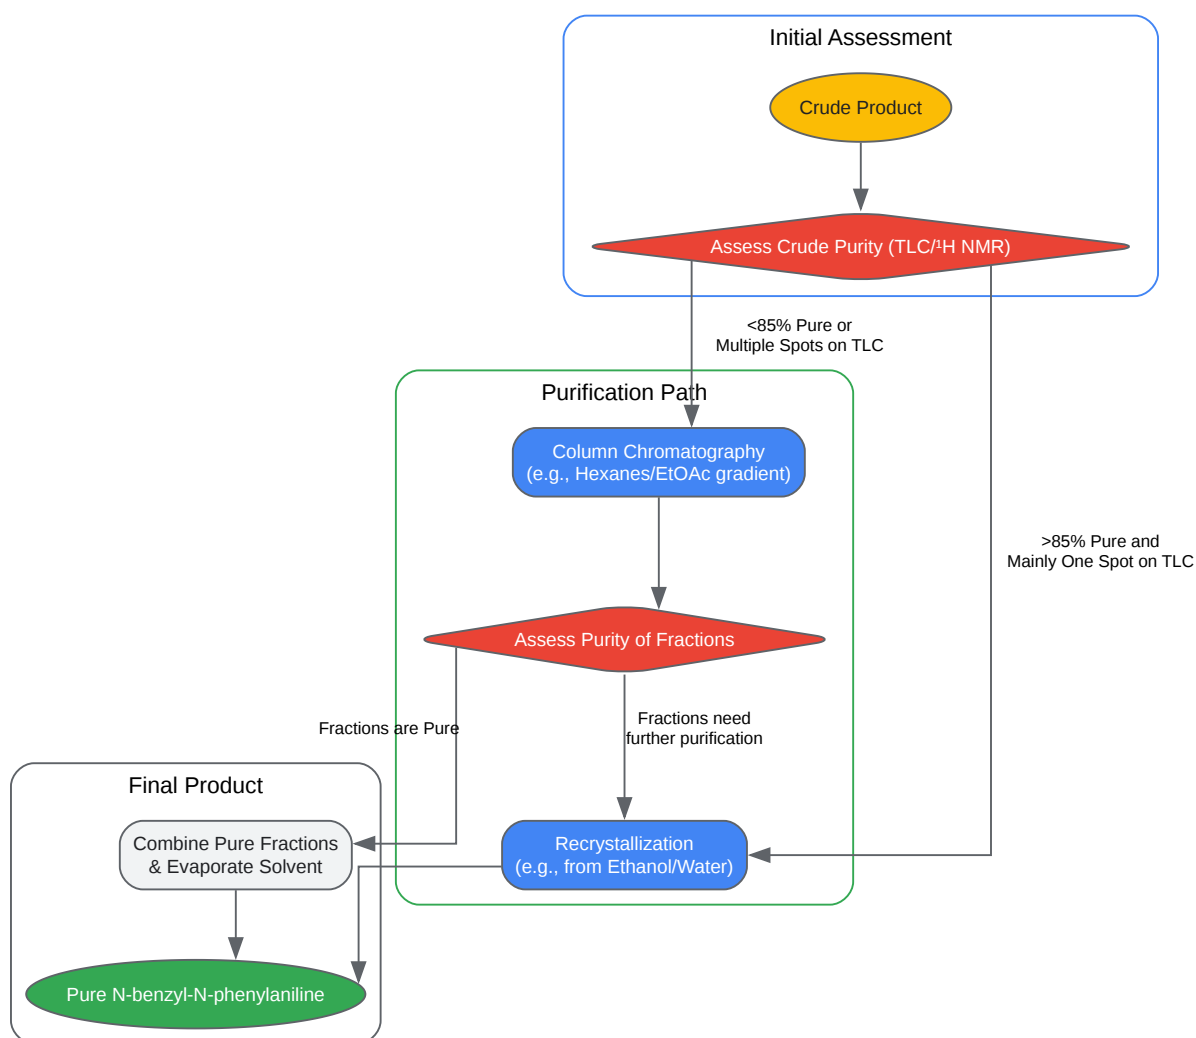 Initial Assessment
Crude Product
Assess Crude Purity (TLC/¹H NMR)
<85% Pure or
Multiple Spots on TLC
Purification Path
Column Chromatography
(e.g., Hexanes/EtOAc gradient)
>85% Pure and
Mainly One Spot on TLC
Assess Purity of Fractions
Fractions are Pure
Fractions need
further purification
Final Product
Combine Pure Fractions
& Evaporate Solvent
Recrystallization
(e.g., from Ethanol/Water)
Pure N-benzyl-N-phenylaniline